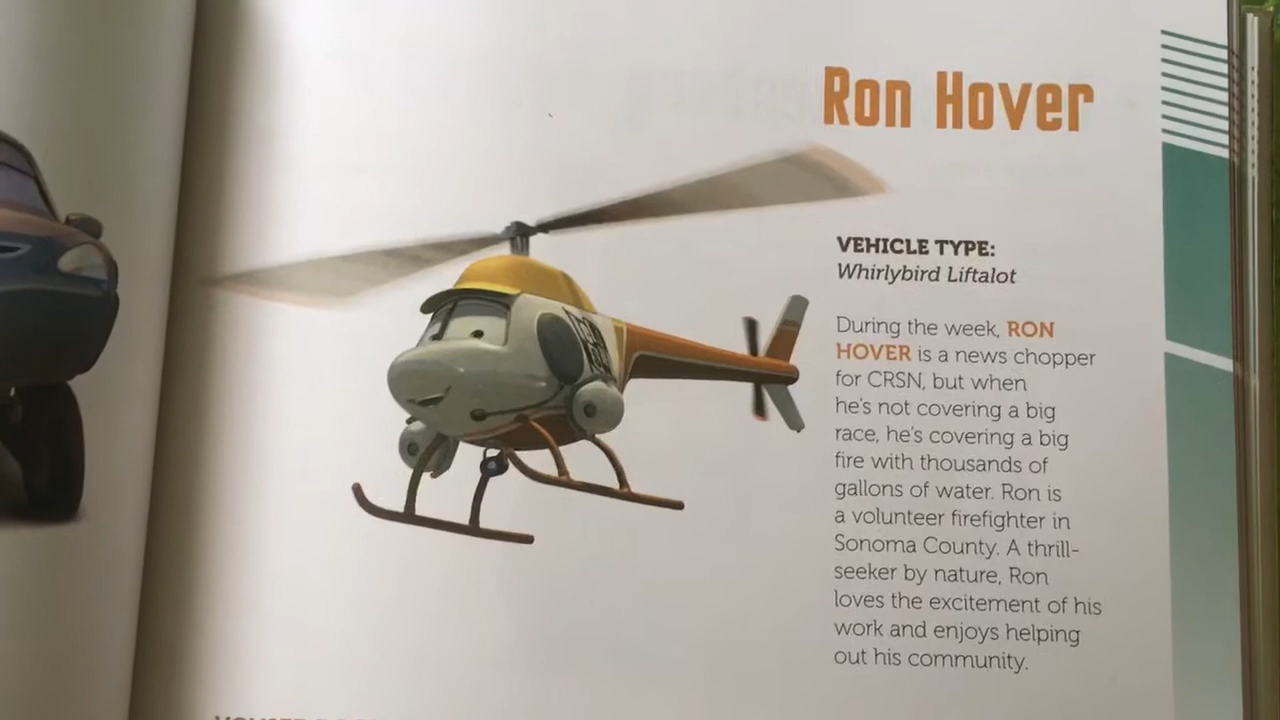 Ron Hover
VEHICLE TYPE:
Whirlybird Liftalot
During the week, RON
HOVER is a news chopper
for CRSN, but when
he's not covering a big
race, he's covering a big
fire with thousands of
gallons of water. Ron is
a volunteer firefighter in
Sonoma County. A thrill-
seeker by nature, Ron
loves the excitement of his
work and enjoys helping
out his community.